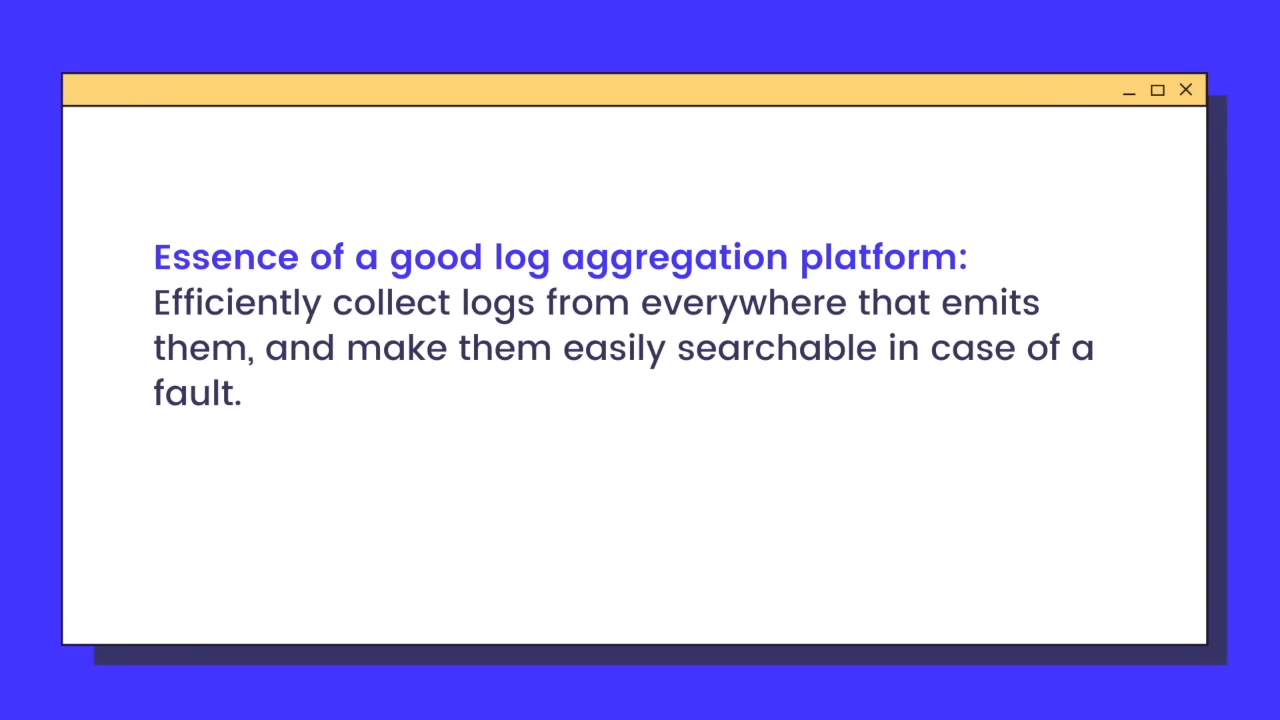 Essence of a good log aggregation platform:
Efficiently collect logs from everywhere that emits
them, and make them easily searchable in case of a
fault.